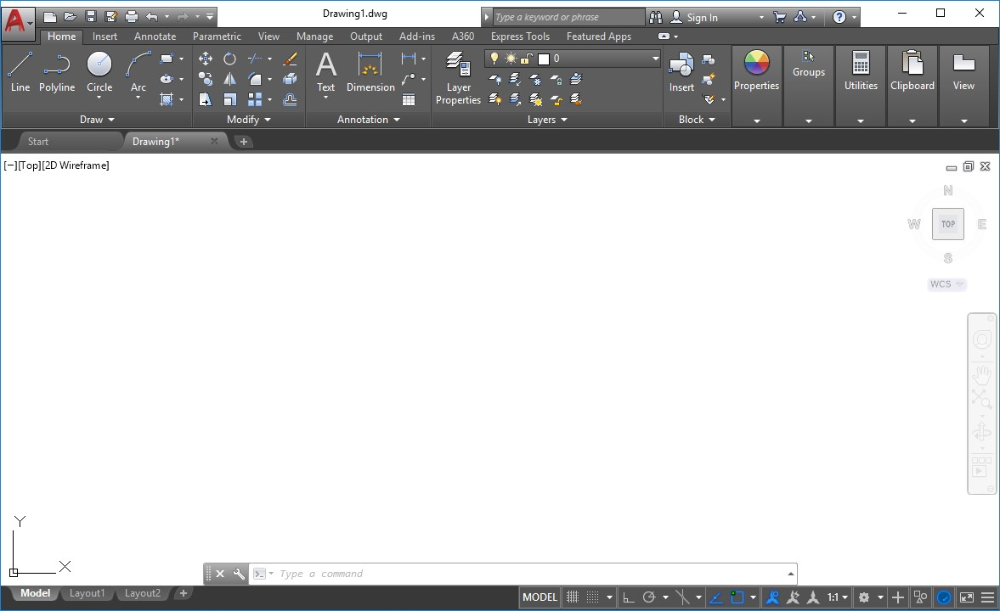 Drawing1.dwg
Type a keyword or phrase
Sign In
Home Insert Annotate Parametric View Manage Output Add-ins A360 Express Tools Featured Apps
Line Polyline Circle Arc
Text Dimension
Layer Properties
0
Insert
Properties Groups Utilities Clipboard View
Draw Modify Annotation Layers Block
Start Drawing1*
[−][Top][2D Wireframe]
N
W TOP E
S
WCS
Y
X
Type a command
Model Layout1 Layout2
MODEL 1:1